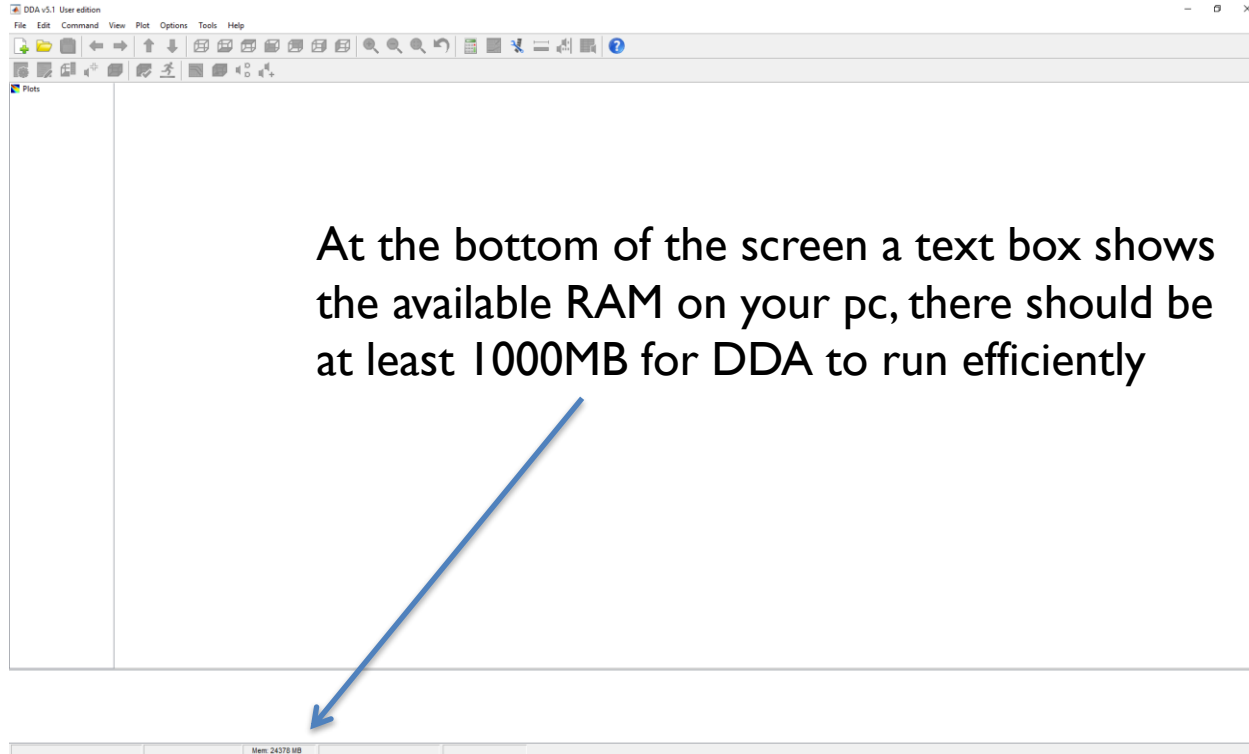 DDA v5.1 User edition
File Edit Command View Plot Options Tools Help
Plots
At the bottom of the screen a text box shows
the available RAM on your pc, there should be
at least 1000MB for DDA to run efficiently
Mem: 24378 MB